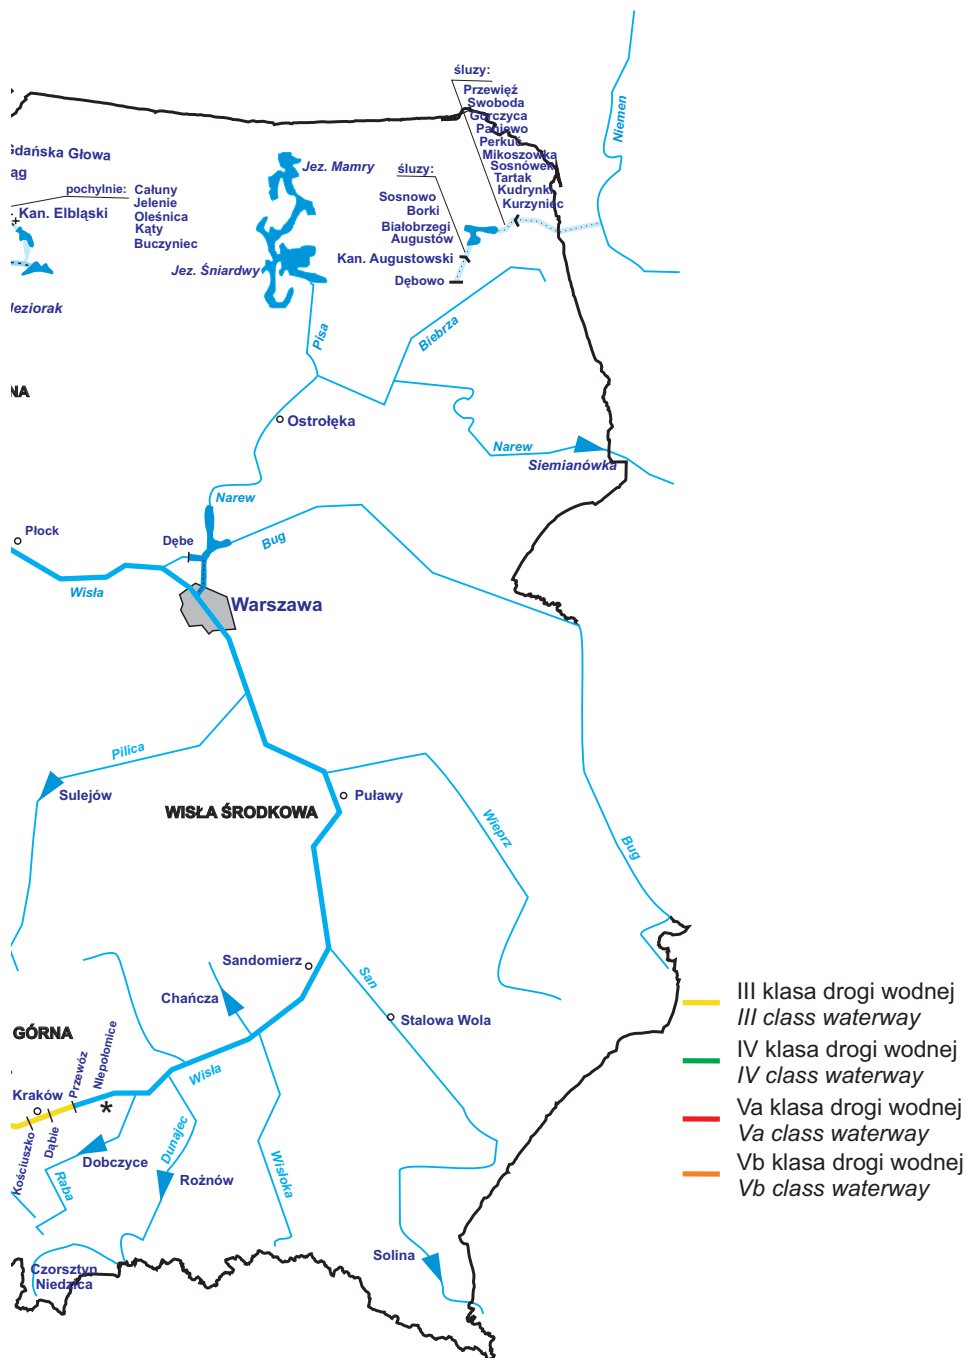 śluzy:
Przewięź
Swoboda
Gorczyca
Paniewo
Perkuć
Mikoszówka
Sosnówek
Tartak
Kudrynki
Kurzyniec
Niemen
Gdańska Głowa
ąg
pochylnie:
Całuny
Jelenie
Oleśnica
Kąty
Buczyniec
Kan. Elbląski
Jeziorak
Jez. Mamry
Jez. Śniardwy
śluzy:
Sosnowo
Borki
Białobrzegi
Augustów
Kan. Augustowski
Dębowo
Pisa
Biebrza
NA
Ostrołęka
Narew
Siemianówka
Narew
Płock
Dębe
Bug
Wisła
Warszawa
Pilica
Sulejów
WISŁA ŚRODKOWA
Puławy
Wieprz
Bug
Sandomierz
San
Chańcza
Stalowa Wola
GÓRNA
Przewóz
NIepołomice
Wisła
Kraków
*
Kościuszko
Dąbie
Dobczyce
Raba
Dunajec
Rożnów
Wisłoka
Solina
Czorsztyn
Niedzica
III klasa drogi wodnej
III class waterway
IV klasa drogi wodnej
IV class waterway
Va klasa drogi wodnej
Va class waterway
Vb klasa drogi wodnej
Vb class waterway